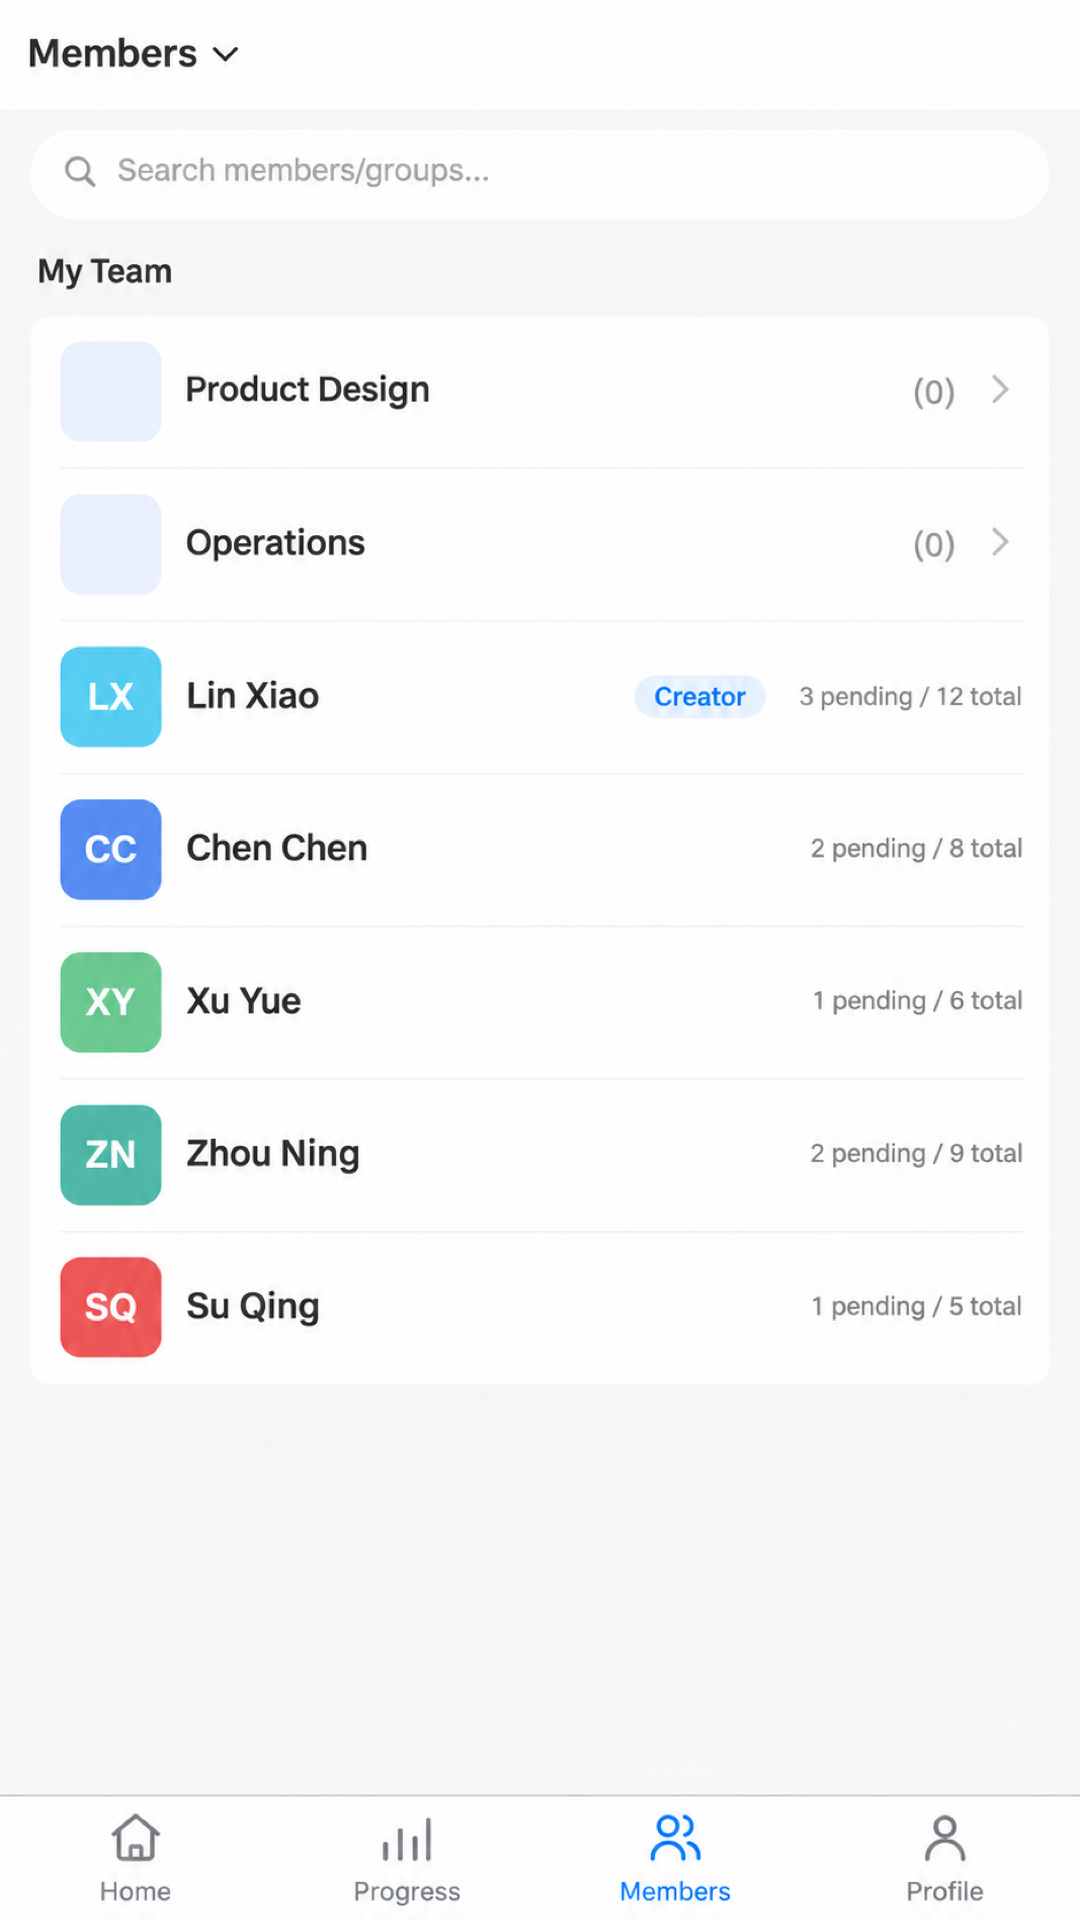 Members
Search members/groups...
My Team
Product Design (0)
Operations (0)
LX Lin Xiao Creator 3 pending / 12 total
CC Chen Chen 2 pending / 8 total
XY Xu Yue 1 pending / 6 total
ZN Zhou Ning 2 pending / 9 total
SQ Su Qing 1 pending / 5 total
Home Progress Members Profile